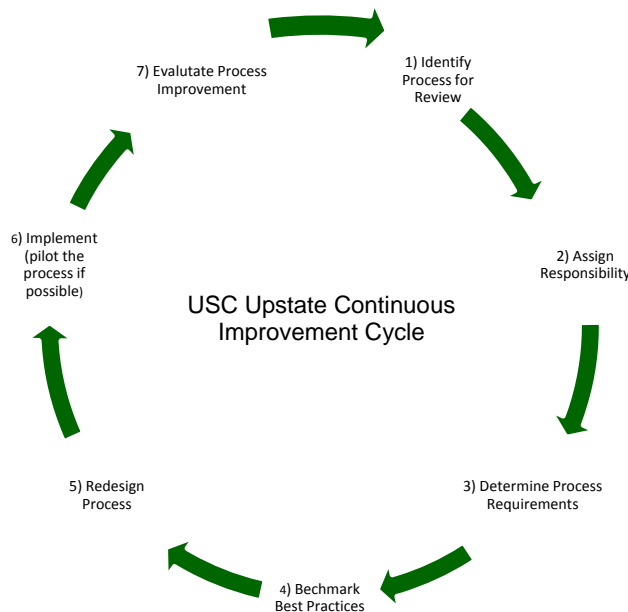 1) Identify
Process for
Review
2) Assign
Responsibility
3) Determine Process
Requirements
4) Bechmark
Best Practices
5) Redesign
Process
6) Implement
(pilot the
process if
possible)
7) Evalutate Process
Improvement
USC Upstate Continuous
Improvement Cycle